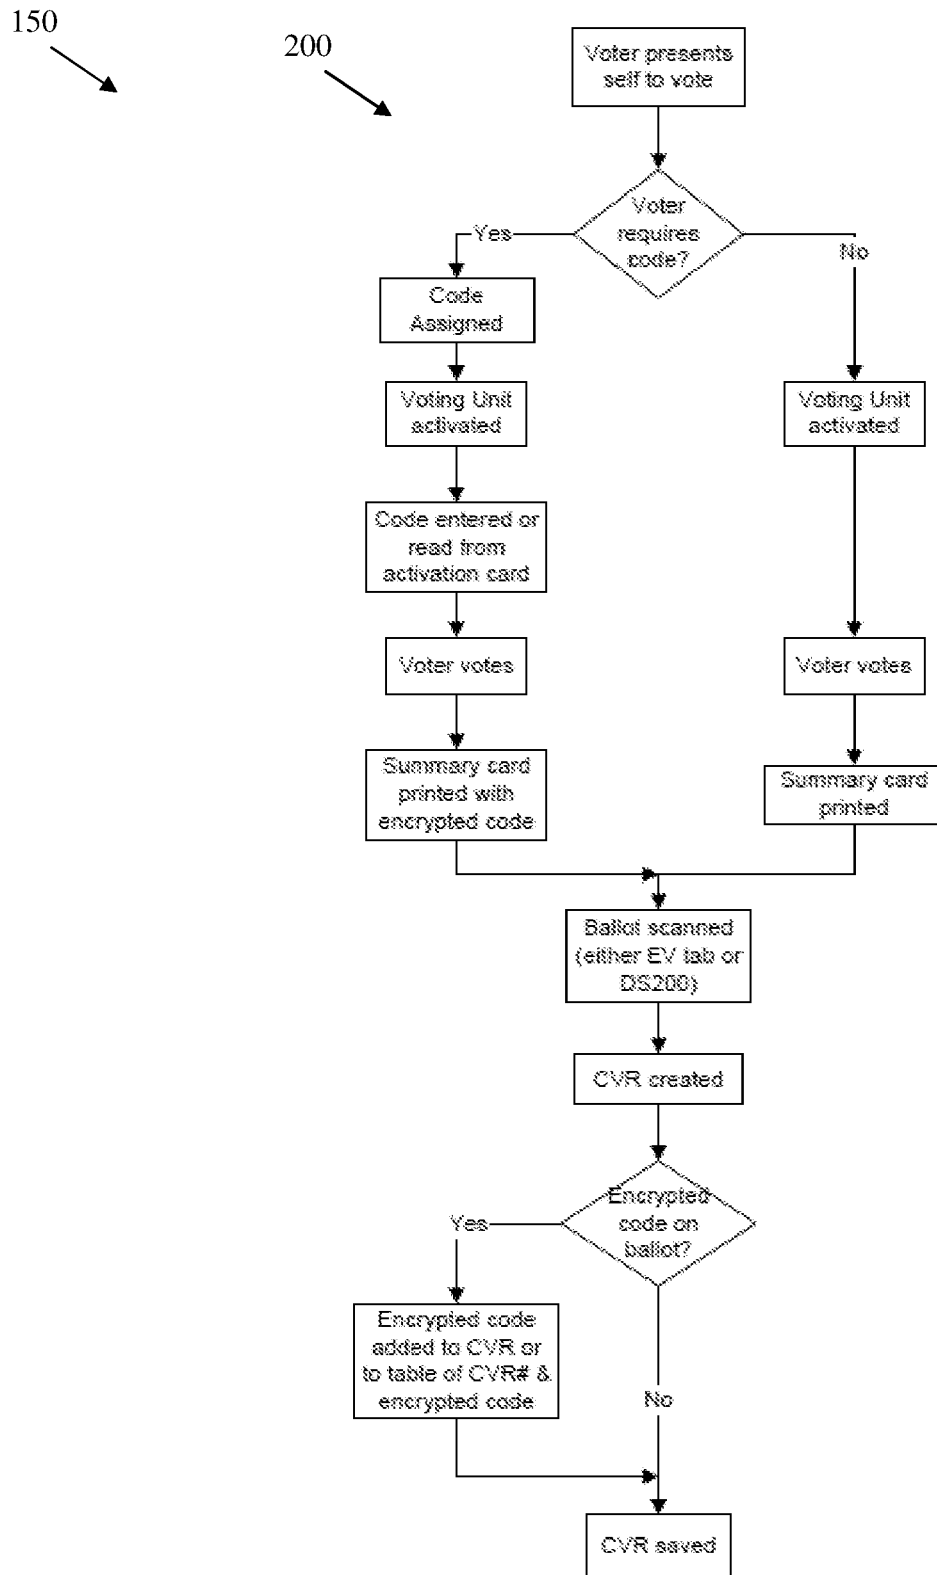 150
200
Voter presents
self to vote
Voter
requires
code?
Yes
No
Code
Assigned
Voting Unit
activated
Voting Unit
activated
Code entered or
read from
activation card
Voter votes
Voter votes
Summary card
printed with
encrypted code
Summary card
printed
Ballot scanned
(either EV tab or
DS200)
CVR created
Encrypted
code on
ballot?
Yes
Encrypted code
added to CVR or
to table of CVR# &
encrypted code
No
CVR saved